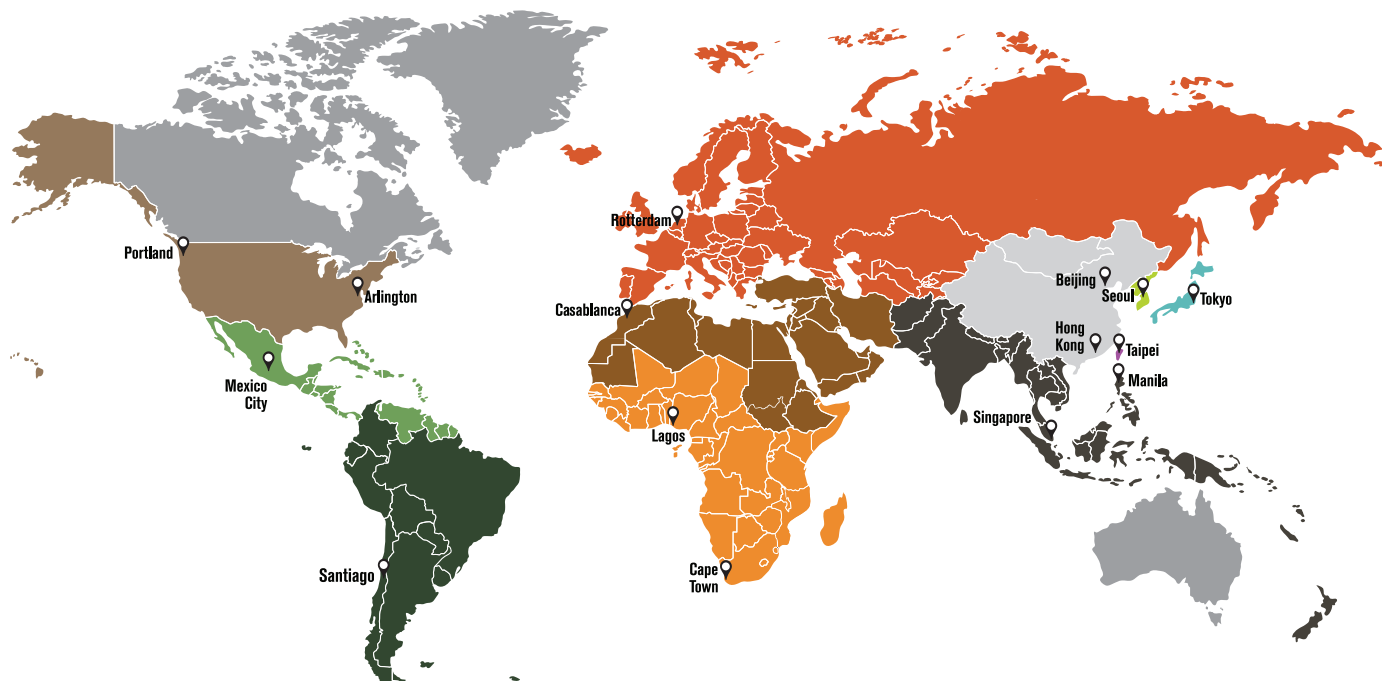 Portland
Arlington
Mexico
City
Santiago
Rotterdam
Casablanca
Lagos
Cape
Town
Beijing
Seoul
Tokyo
Hong
Kong
Taipei
Manila
Singapore